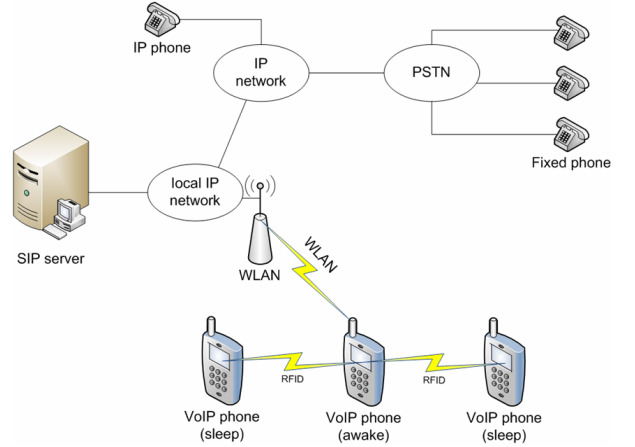 IP phone
IP
network
PSTN
Fixed phone
local IP
network
SIP server
WLAN
WLAN
RFID
RFID
VoIP phone
(sleep)
VoIP phone
(awake)
VoIP phone
(sleep)